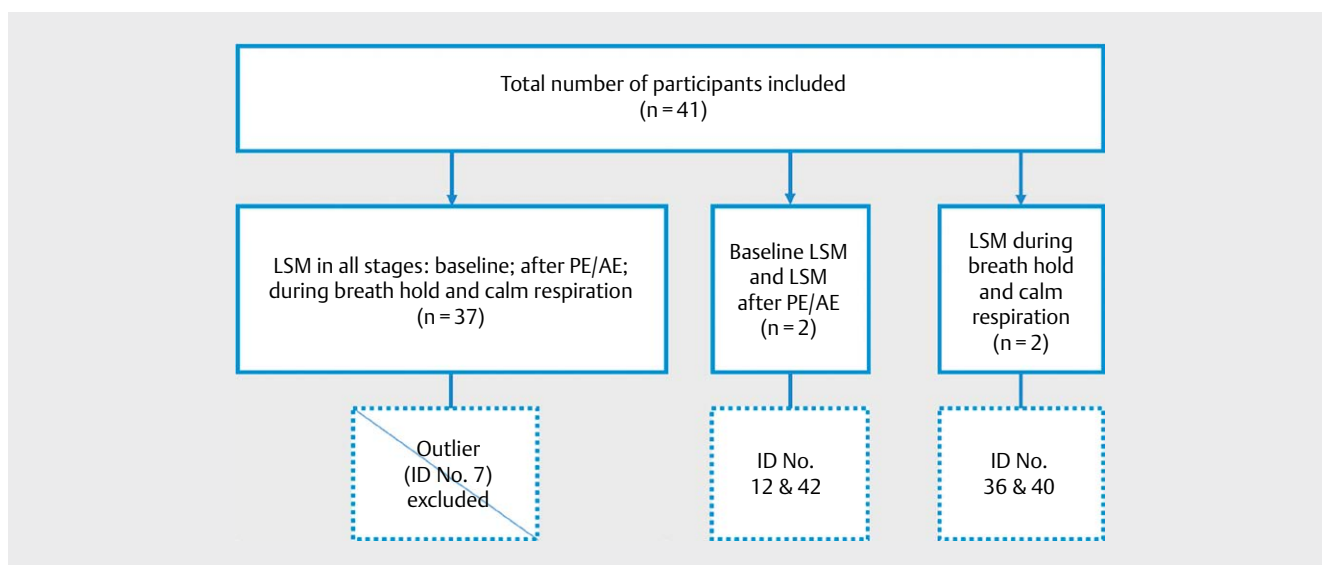 Total number of participants included
(n = 41)
LSM in all stages: baseline; after PE/AE;
during breath hold and calm respiration
(n = 37)
Baseline LSM
and LSM
after PE/AE
(n = 2)
LSM during
breath hold
and calm
respiration
(n = 2)
Outlier
(ID No. 7)
excluded
ID No.
12 & 42
ID No.
36 & 40